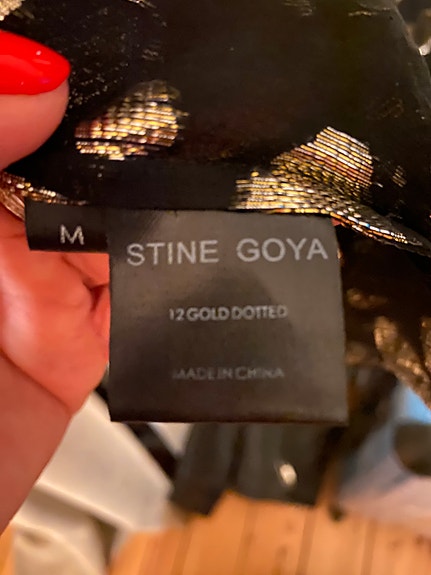 M
STINE GOYA
12 GOLD DOTTED
MADE IN CHINA